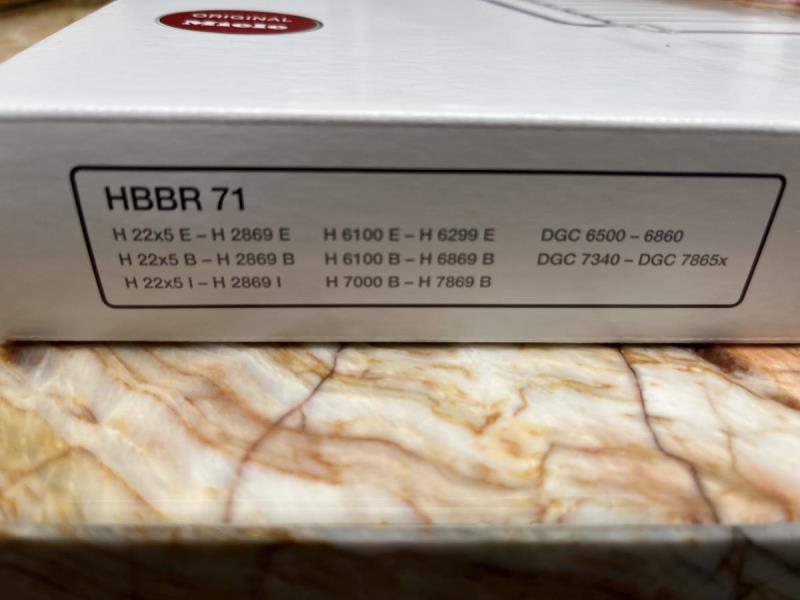 ORIGINAL
Miele
HBBR 71
H 22x5 E – H 2869 E
H 22x5 B – H 2869 B
H 22x5 I – H 2869 I
H 6100 E – H 6299 E
H 6100 B – H 6869 B
H 7000 B – H 7869 B
DGC 6500 – 6860
DGC 7340 – DGC 7865x